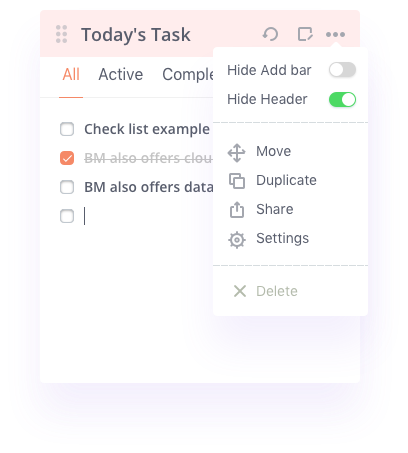 Today's Task
All Active Comple
Check list example
BM also offers clou
BM also offers data
Hide Add bar
Hide Header
Move
Duplicate
Share
Settings
Delete